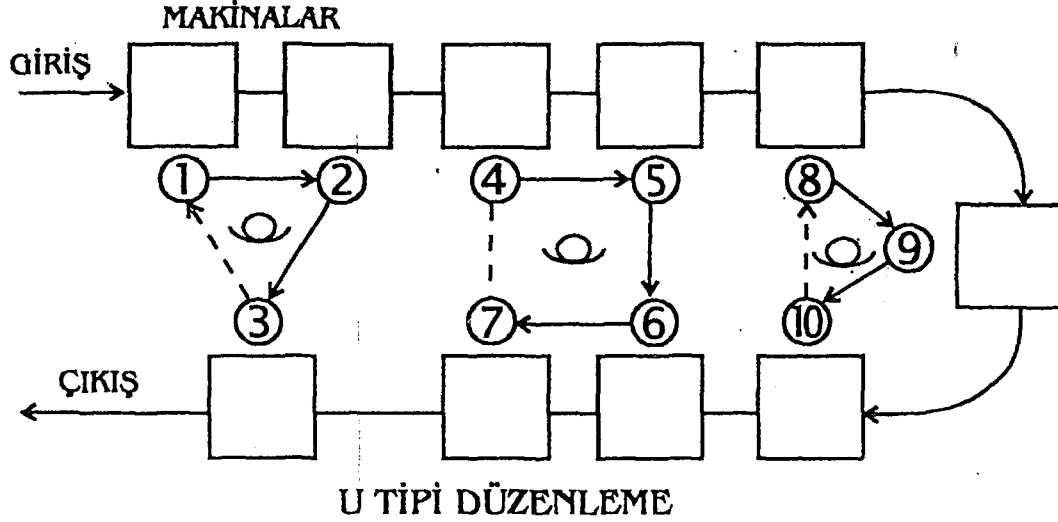 MAKİNALAR
GİRİŞ
1 2 4 5 8
9
3 7 6 10
ÇIKIŞ
U TİPİ DÜZENLEME